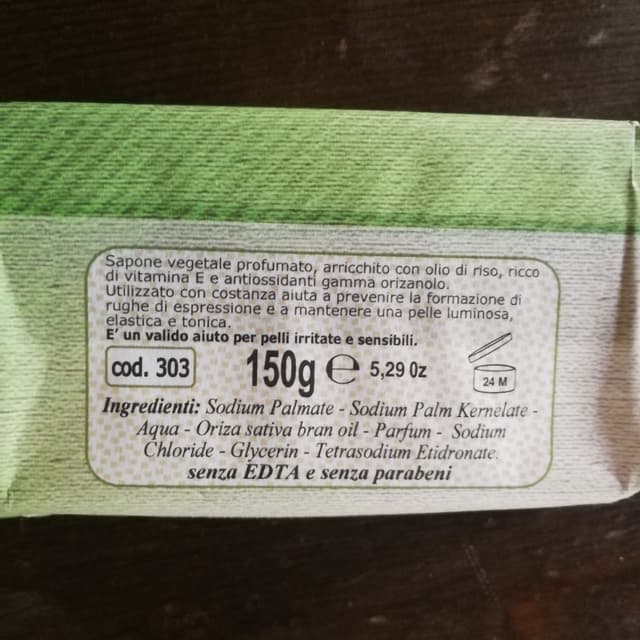 Sapone vegetale profumato, arricchito con olio di riso, ricco
di vitamina E e antiossidanti gamma orizanolo.
Utilizzato con costanza aiuta a prevenire la formazione di
rughe di espressione e a mantenere una pelle luminosa,
elastica e tonica.
E' un valido aiuto per pelli irritate e sensibili.
cod. 303 150g ℮ 5,29 0z 24 M
Ingredienti: Sodium Palmate - Sodium Palm Kernelate -
Aqua - Oriza sativa bran oil - Parfum - Sodium
Chloride - Glycerin - Tetrasodium Etidronate.
senza EDTA e senza parabeni